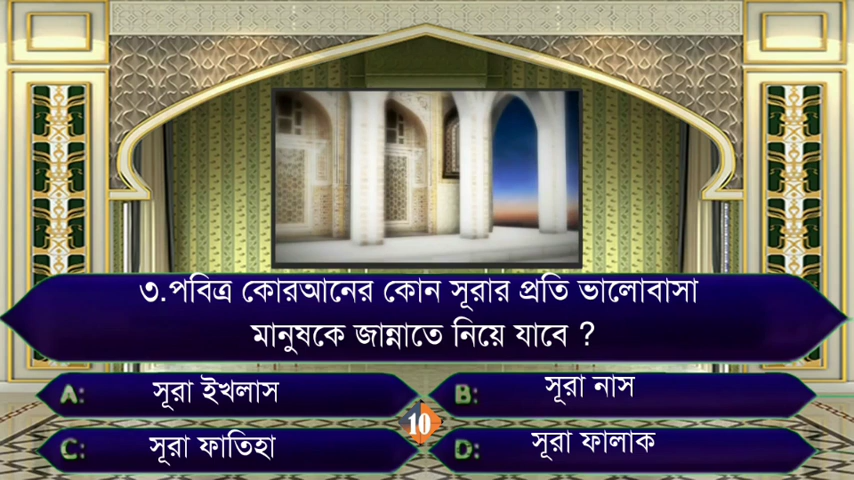 ৩.পবিত্র কোরআনের কোন সূরার প্রতি ভালোবাসা
মানুষকে জান্নাতে নিয়ে যাবে ?
A: সূরা ইখলাস
B: সূরা নাস
10
C: সূরা ফাতিহা
D: সূরা ফালাক